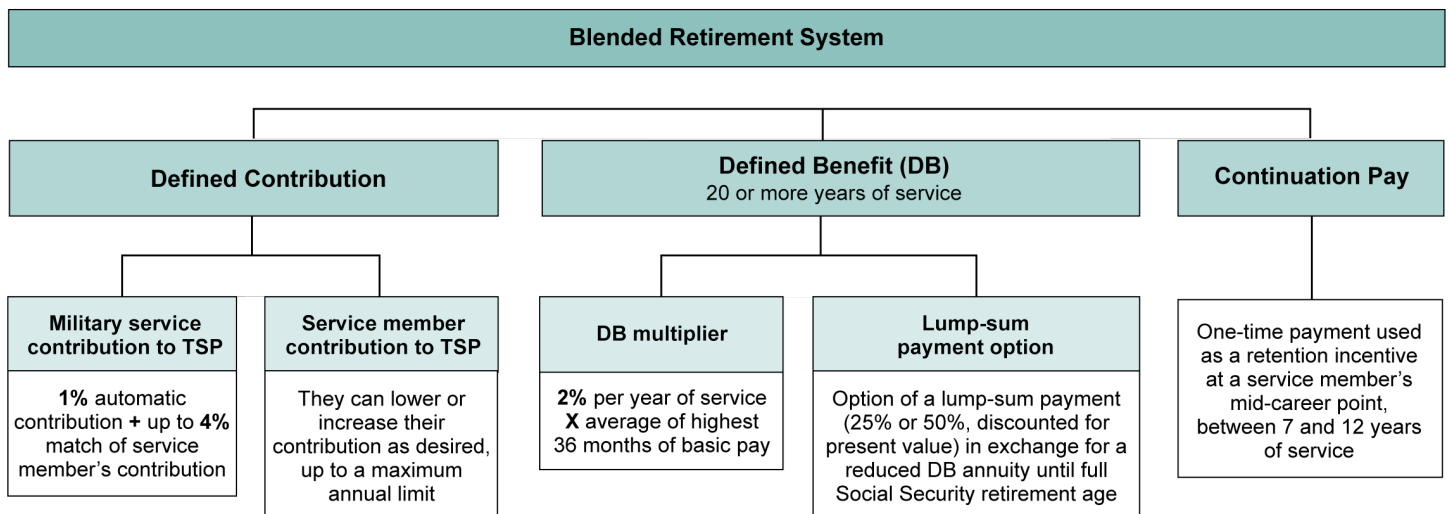 Blended Retirement System
Defined Contribution
Defined Benefit (DB)
20 or more years of service
Continuation Pay
Military service
contribution to TSP
1% automatic
contribution + up to 4%
match of service
member's contribution
Service member
contribution to TSP
They can lower or
increase their
contribution as desired,
up to a maximum
annual limit
DB multiplier
2% per year of service
X average of highest
36 months of basic pay
Lump-sum
payment option
Option of a lump-sum payment
(25% or 50%, discounted for
present value) in exchange for a
reduced DB annuity until full
Social Security retirement age
One-time payment used
as a retention incentive
at a service member's
mid-career point,
between 7 and 12 years
of service